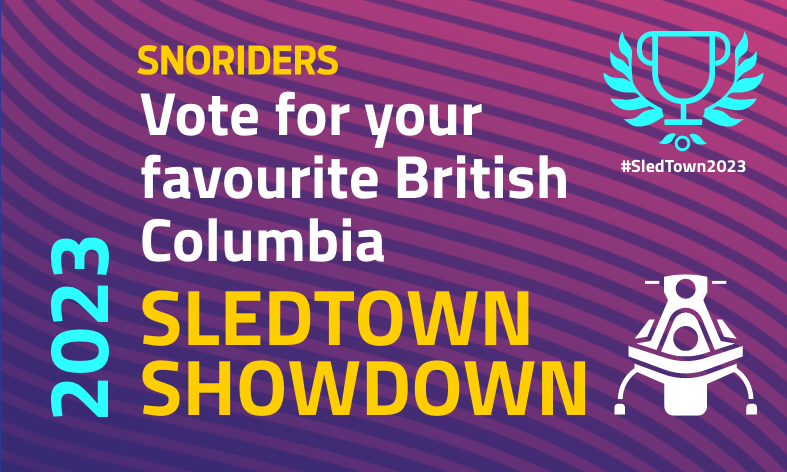 SNORIDERS
Vote for your
favourite British
Columbia
2023
SLEDTOWN
SHOWDOWN
#SledTown2023